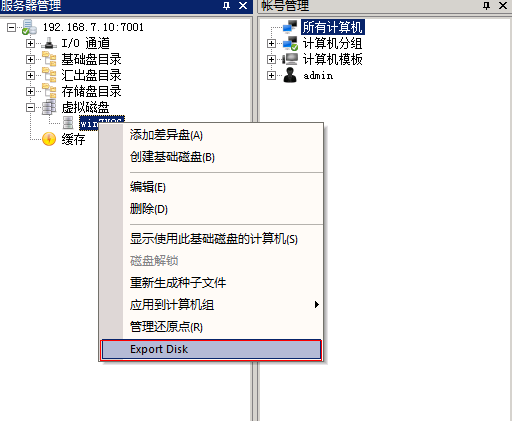 服务器管理
192.168.7.10:7001
I/O 通道
基础盘目录
汇出盘目录
存储盘目录
虚拟磁盘
缓存
添加差异盘(A)
创建基础磁盘(B)
编辑(E)
删除(D)
显示使用此基础磁盘的计算机(S)
磁盘解锁
重新生成种子文件
应用到计算机组
管理还原点(R)
Export Disk
帐号管理
所有计算机
计算机分组
计算机模板
admin